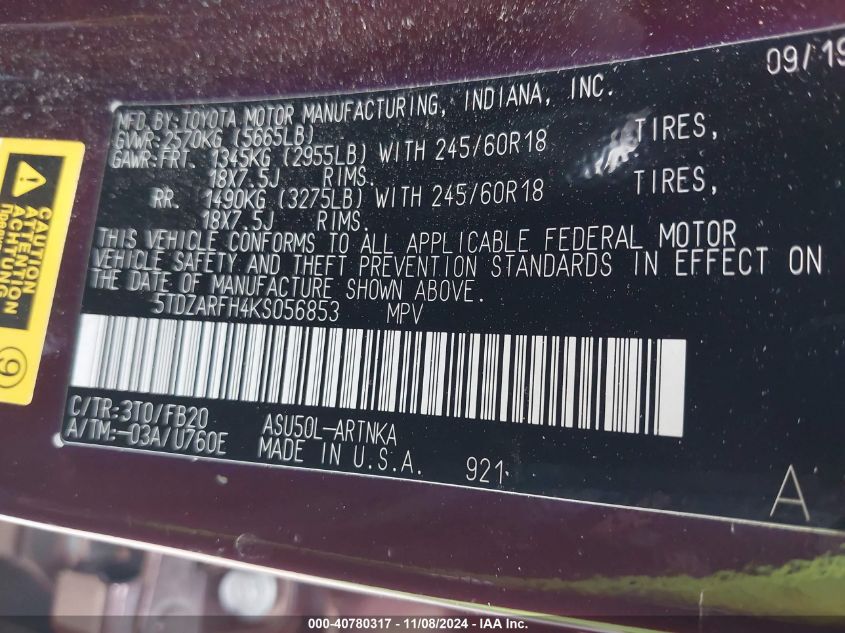 09/19
MFD.BY:TOYOTA MOTOR MANUFACTURING, INDIANA, INC.
GVWR:2570KG (5665LB)
GAWR:FRT. 1345KG (2955LB) WITH 245/60R18 TIRES,
18X7.5J RIMS.
RR. 1490KG (3275LB) WITH 245/60R18 TIRES,
18X7.5J RIMS.
THIS VEHICLE CONFORMS TO ALL APPLICABLE FEDERAL MOTOR
VEHICLE SAFETY AND THEFT PREVENTION STANDARDS IN EFFECT ON
THE DATE OF MANUFACTURE SHOWN ABOVE.
5TDZARFH4KS056853 MPV
C/TR:3T0/FB20 ASU50L-ARTNKA
A/TM:-03A/U760E MADE IN U.S.A. 921
A
CAUTION
ATTENTION
ACHTUNG
9
000-40780317 - 11/08/2024 - IAA Inc.